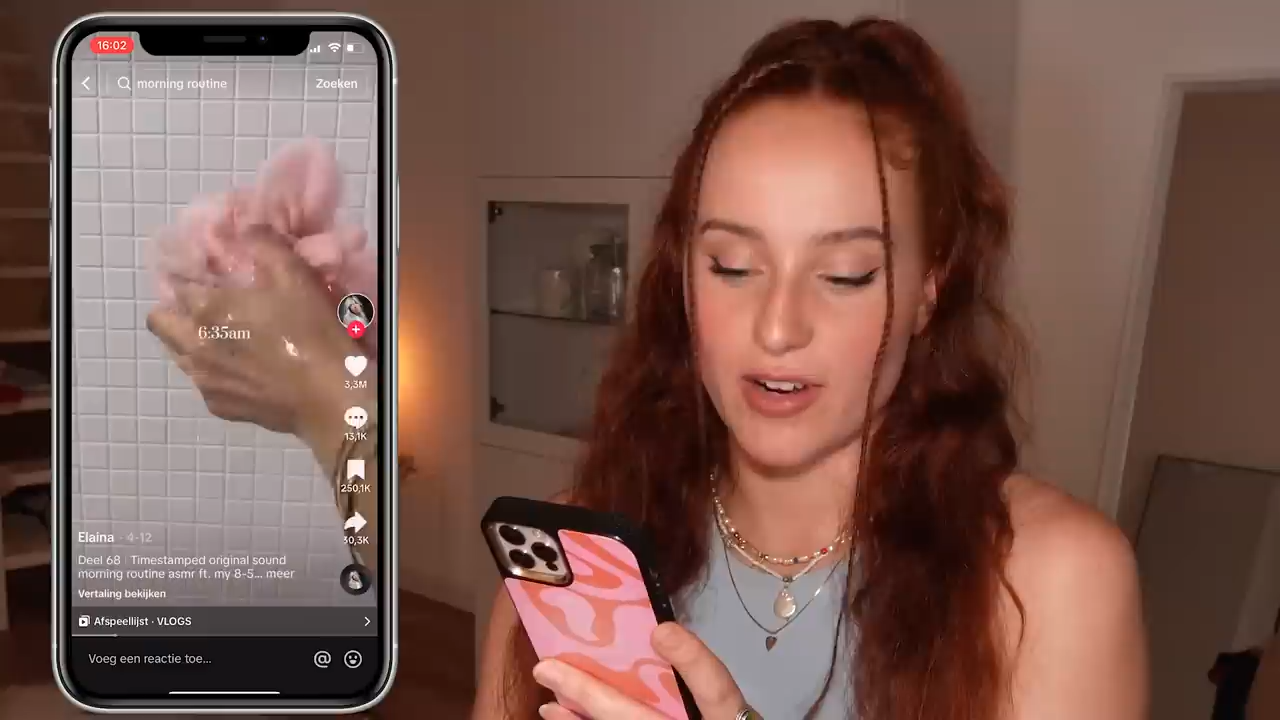 16:02
morning routine
Zoeken
6:35am
3,3M
13,1K
250,1K
30,3K
Elaina · 4-12
Deel 68 | Timestamped original sound
morning routine asmr ft. my 8-5... meer
Vertaling bekijken
Afspeellijst · VLOGS
Voeg een reactie toe...